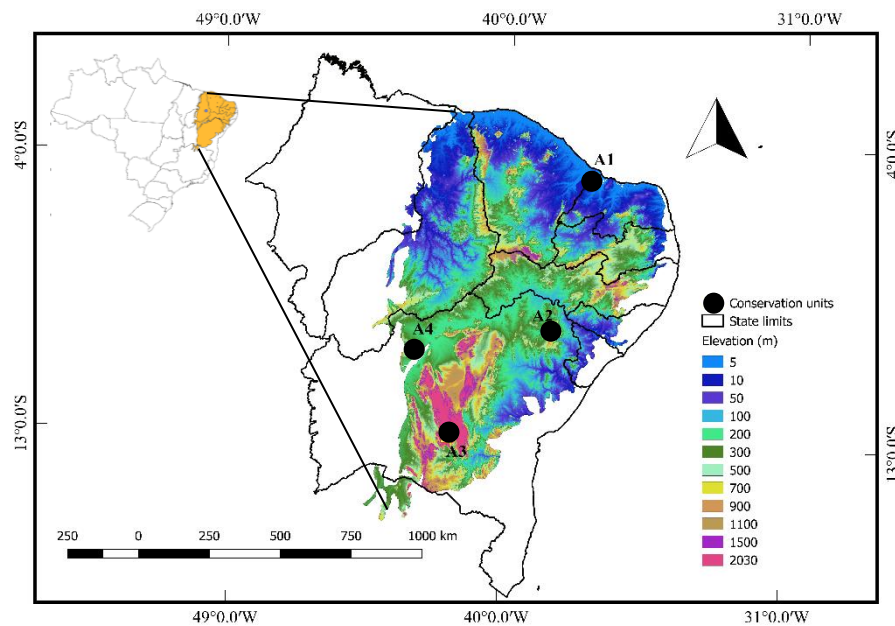 49°0.0'W 40°0.0'W 31°0.0'W
4°0.0'S 4°0.0'S
A1
A2
A4
A3
13°0.0'S 13°0.0'S
Conservation units
State limits
Elevation (m)
5
10
50
100
200
300
500
700
900
1100
1500
2030
250 0 250 500 750 1000 km
49°0.0'W 40°0.0'W 31°0.0'W